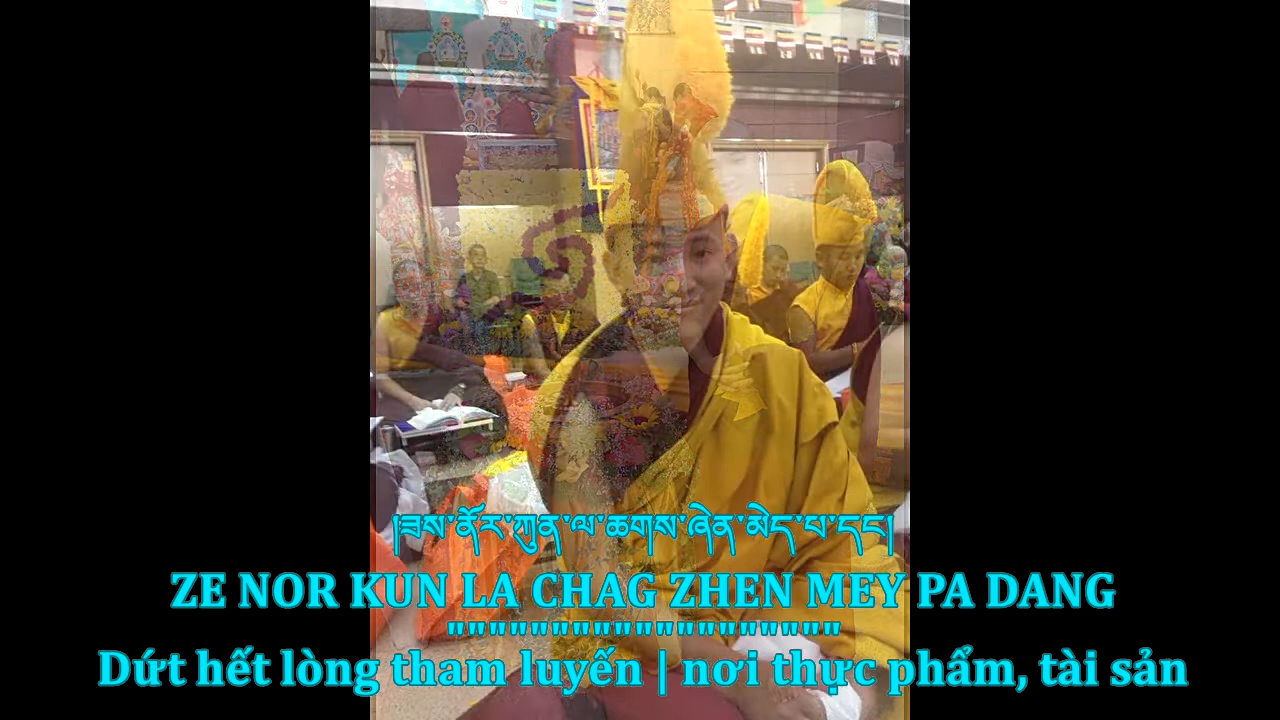 །ཟས་ནོར་ཀུན་ལ་ཆགས་ཞེན་མེད་པ་དང།
ZE NOR KUN LA CHAG ZHEN MEY PA DANG
"""""""""""""""""""
Dứt hết lòng tham luyến | nơi thực phẩm, tài sản